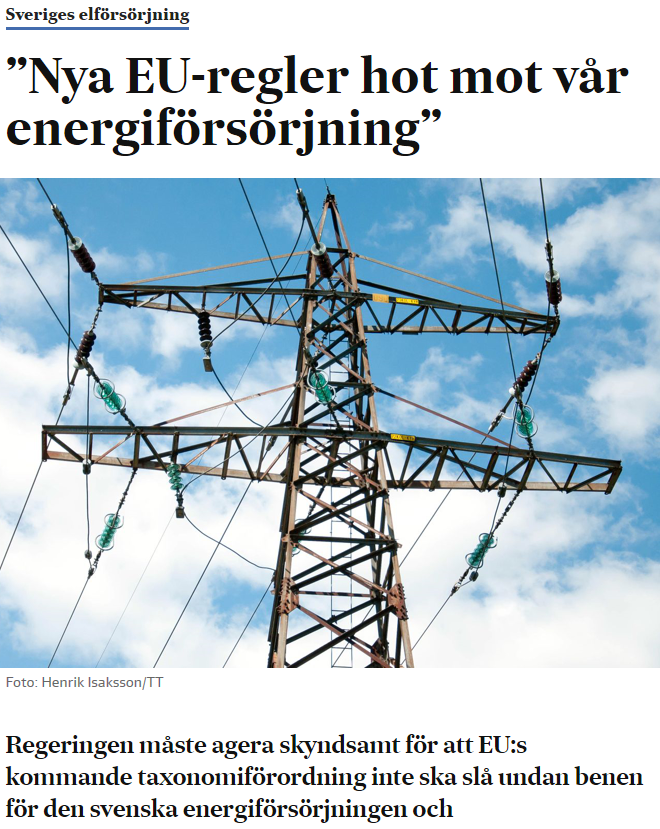 Sveriges elförsörjning
”Nya EU-regler hot mot vår
energiförsörjning”
Foto: Henrik Isaksson/TT
Regeringen måste agera skyndsamt för att EU:s
kommande taxonomiförordning inte ska slå undan benen
för den svenska energiförsörjningen och